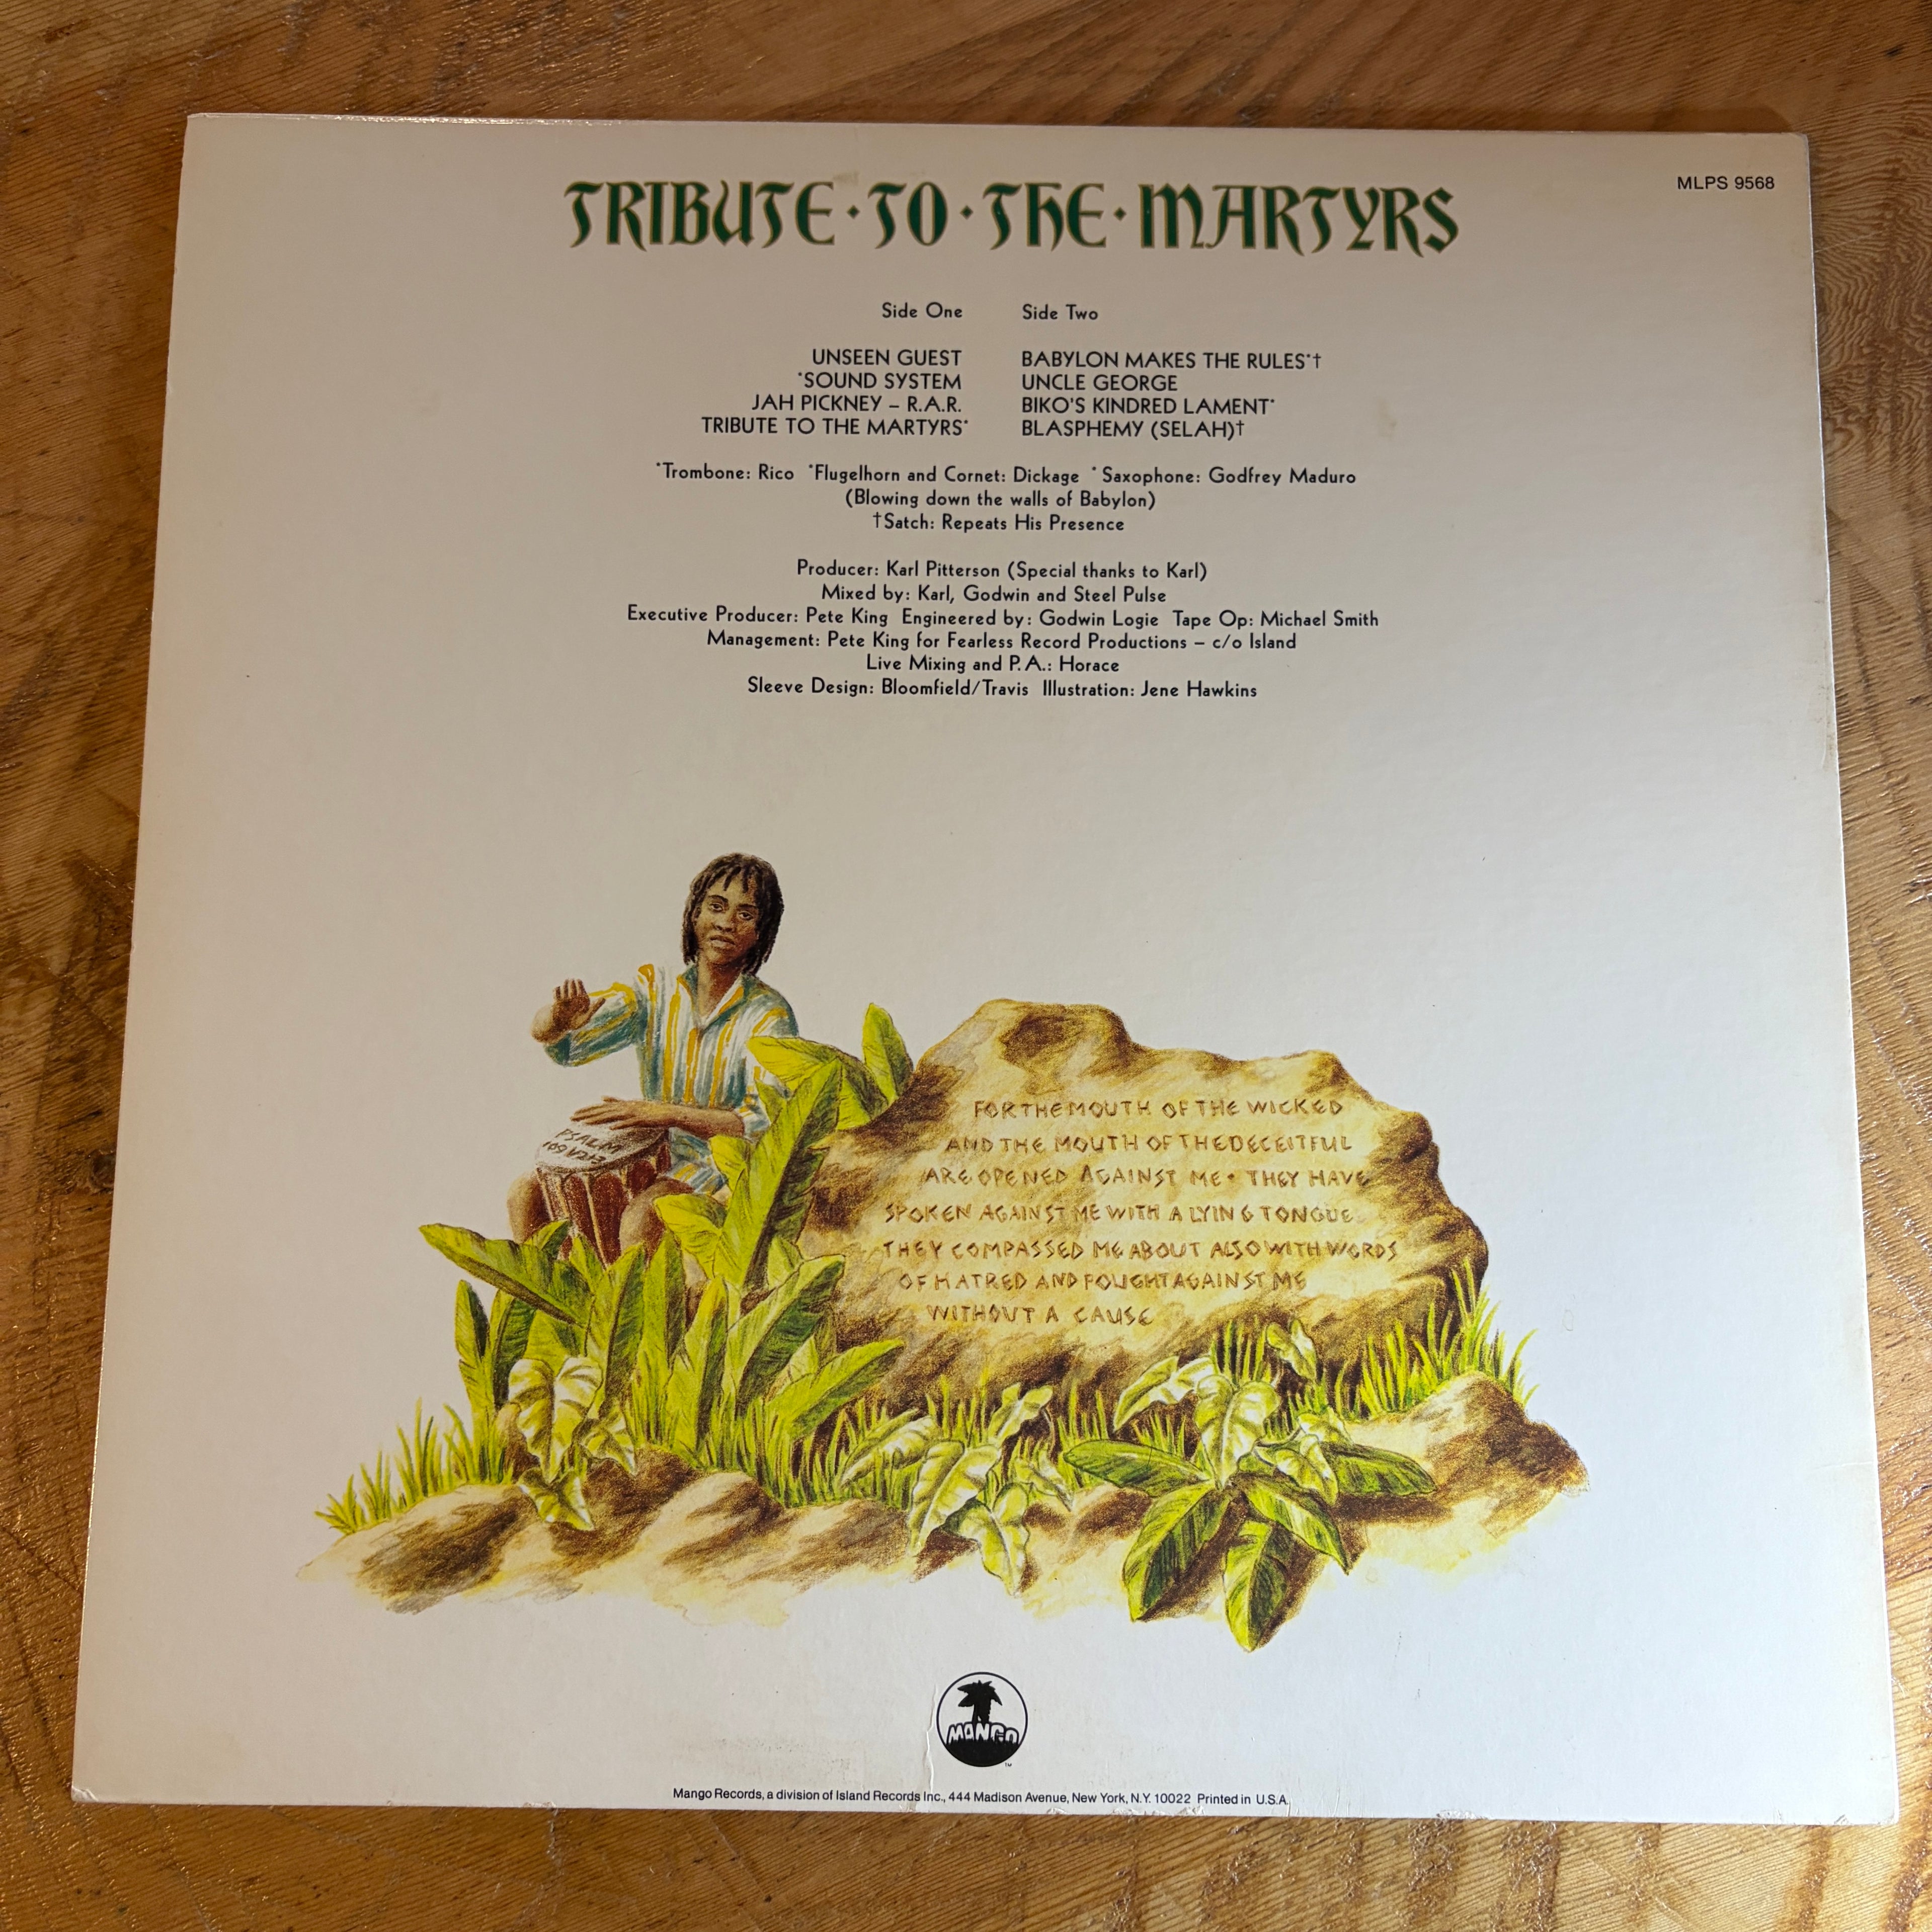 TRIBUTE·TO·THE·MARTYRS
MLPS 9568
Side One
UNSEEN GUEST
*SOUND SYSTEM
JAH PICKNEY – R.A.R.
TRIBUTE TO THE MARTYRS*
Side Two
BABYLON MAKES THE RULES*†
UNCLE GEORGE
BIKO'S KINDRED LAMENT*
BLASPHEMY (SELAH)†
*Trombone: Rico *Flugelhorn and Cornet: Dickage *Saxophone: Godfrey Maduro
(Blowing down the walls of Babylon)
†Satch: Repeats His Presence
Producer: Karl Pitterson (Special thanks to Karl)
Mixed by: Karl, Godwin and Steel Pulse
Executive Producer: Pete King Engineered by: Godwin Logie Tape Op: Michael Smith
Management: Pete King for Fearless Record Productions – c/o Island
Live Mixing and P.A.: Horace
Sleeve Design: Bloomfield/Travis Illustration: Jene Hawkins
PSALM
109 V2+3
FOR THE MOUTH OF THE WICKED
AND THE MOUTH OF THE DECEITFUL
ARE OPENED AGAINST ME· THEY HAVE
SPOKEN AGAINST ME WITH A LYING TONGUE.
THEY COMPASSED ME ABOUT ALSO WITH WORDS
OF HATRED AND FOUGHT AGAINST ME
WITHOUT A CAUSE
MANGO
TM
Mango Records, a division of Island Records Inc., 444 Madison Avenue, New York, N.Y. 10022 Printed in U.S.A.